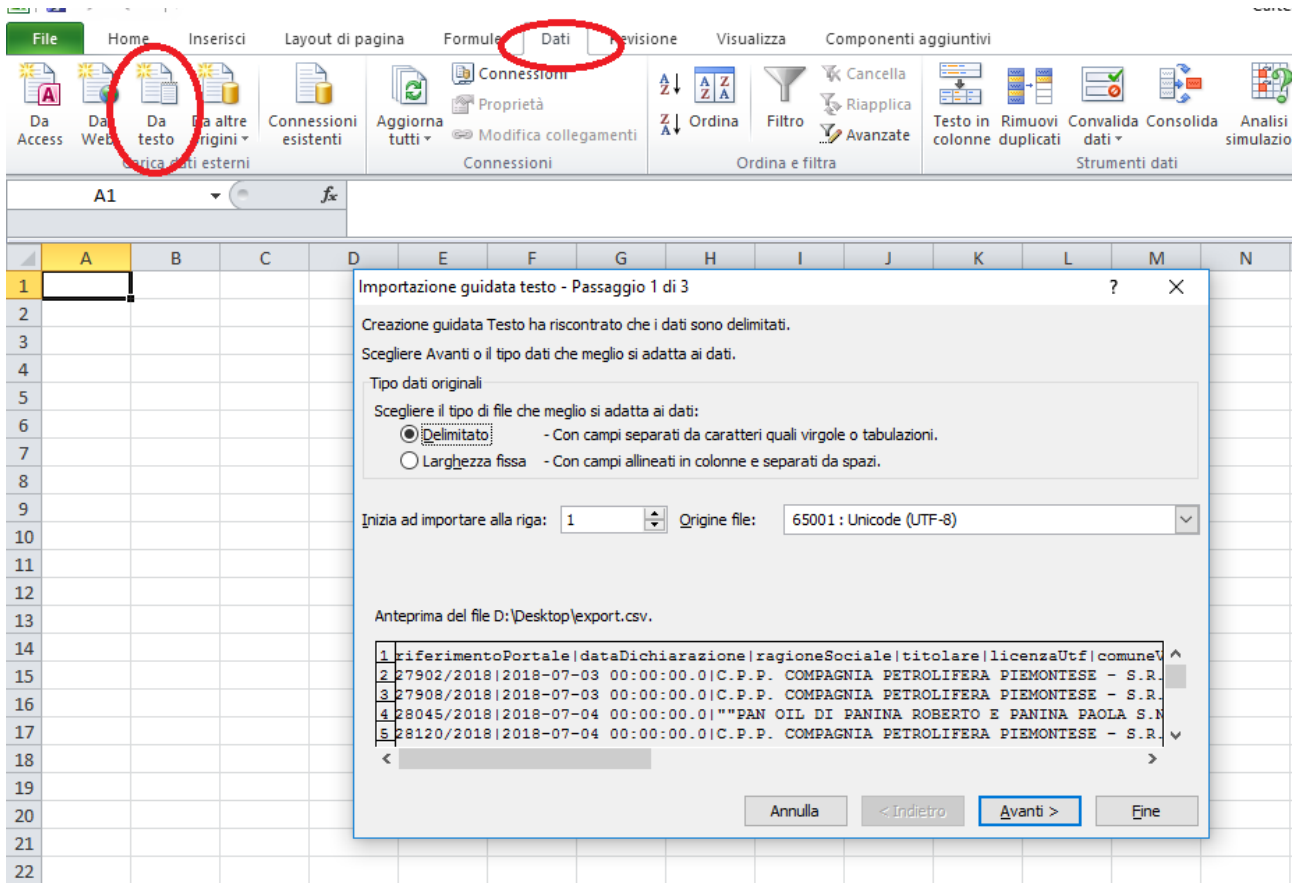 File Home Inserisci Layout di pagina Formule Dati Revisione Visualizza Componenti aggiuntivi
Da Access
Da Web
Da testo
Da altre origini
Connessioni esistenti
Carica dati esterni
Aggiorna tutti
Connessioni
Proprietà
Modifica collegamenti
Connessioni
A Z
Z A
A Z
Z A
Ordina
Filtro
Cancella
Riapplica
Avanzate
Ordina e filtra
Testo in colonne
Rimuovi duplicati
Convalida dati
Consolida
Analisi
Strumenti dati
A1 fx
A B C D E F G H I J K L M N
1
2
3
4
5
6
7
8
9
10
11
12
13
14
15
16
17
18
19
20
21
22
Importazione guidata testo - Passaggio 1 di 3 ?
Creazione guidata Testo ha riscontrato che i dati sono delimitati.
Scegliere Avanti o il tipo dati che meglio si adatta ai dati.
Tipo dati originali
Scegliere il tipo di file che meglio si adatta ai dati:
Delimitato - Con campi separati da caratteri quali virgole o tabulazioni.
Larghezza fissa - Con campi allineati in colonne e separati da spazi.
Inizia ad importare alla riga: 1 Origine file: 65001 : Unicode (UTF-8)
Anteprima del file D:\Desktop\export.csv.
1 riferimentoPortale|dataDichiarazione|ragioneSociale|titolare|licenzaUtf|comuneV
2 27902/2018|2018-07-03 00:00:00.0|C.P.P. COMPAGNIA PETROLIFERA PIEMONTESE - S.R.
3 27908/2018|2018-07-03 00:00:00.0|C.P.P. COMPAGNIA PETROLIFERA PIEMONTESE - S.R.
4 28045/2018|2018-07-04 00:00:00.0|""PAN OIL DI PANINA ROBERTO E PANINA PAOLA S.N
5 28120/2018|2018-07-04 00:00:00.0|C.P.P. COMPAGNIA PETROLIFERA PIEMONTESE - S.R.
Annulla < Indietro Avanti > Fine